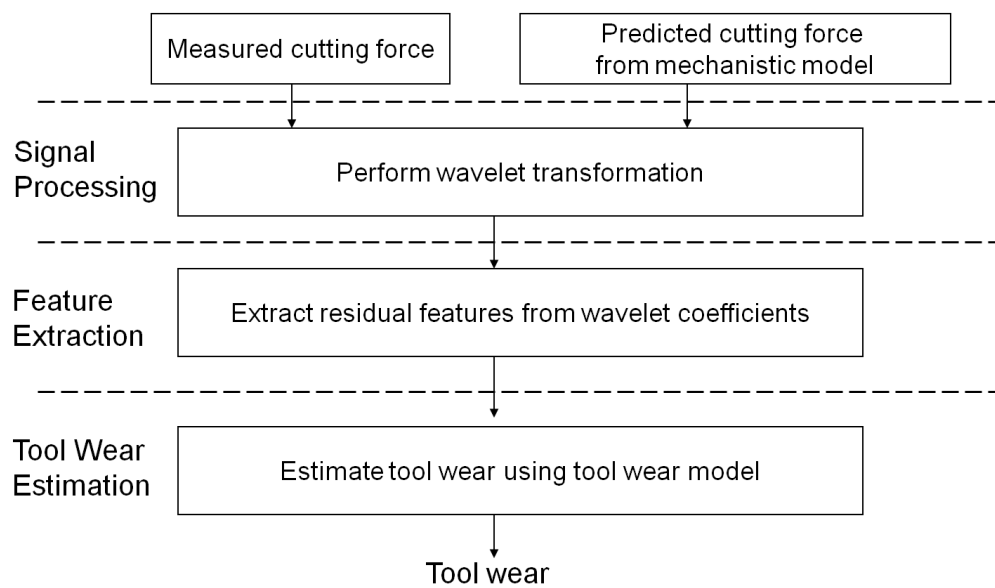 Measured cutting force
Predicted cutting force
from mechanistic model
Signal
Processing
Perform wavelet transformation
Feature
Extraction
Extract residual features from wavelet coefficients
Tool Wear
Estimation
Estimate tool wear using tool wear model
Tool wear